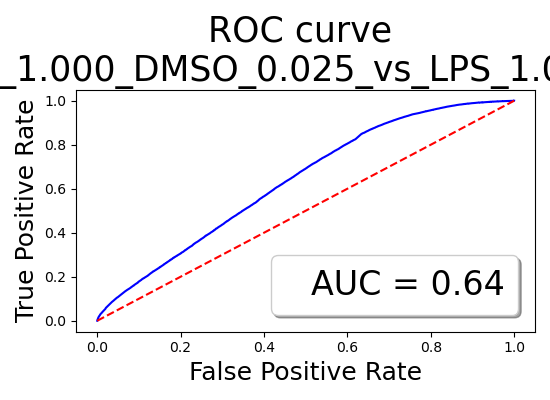 ROC curve
_1.000_DMSO_0.025_vs_LPS_1.0
True Positive Rate
1.0
0.8
0.6
0.4
0.2
0.0
AUC = 0.64
0.0 0.2 0.4 0.6 0.8 1.0
False Positive Rate